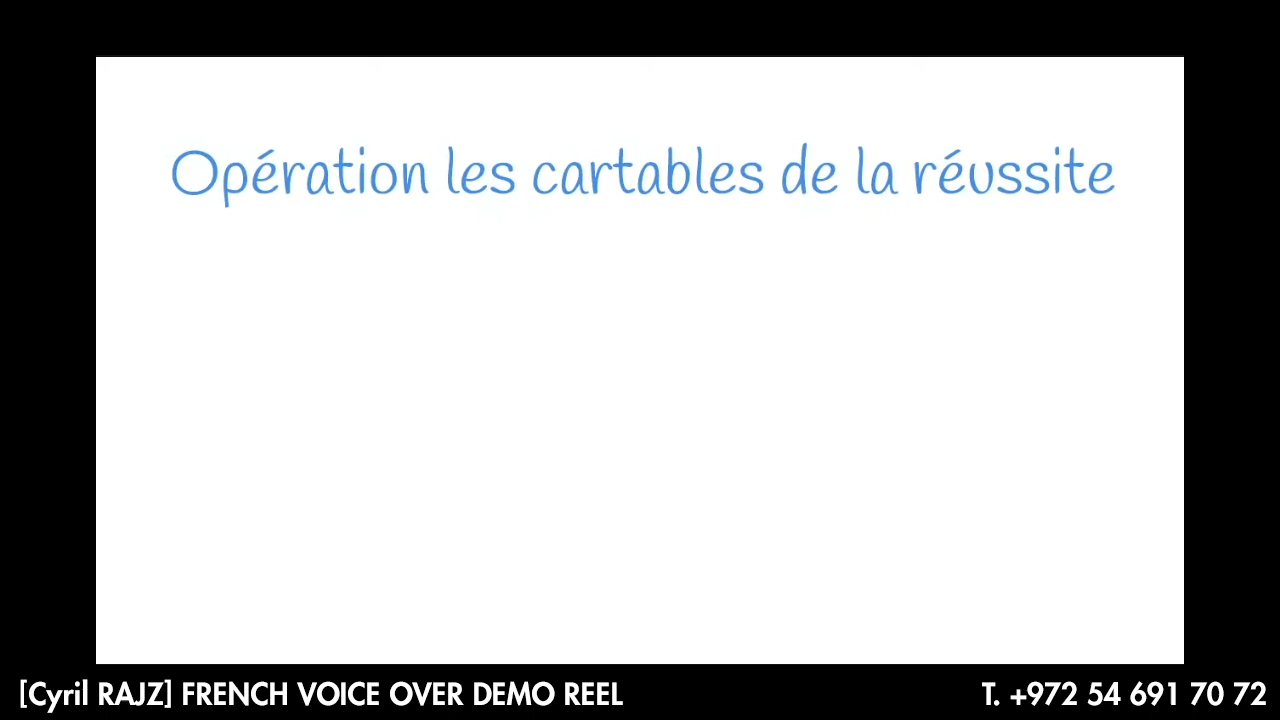 Opération les cartables de la réussite
[Cyril RAJZ] FRENCH VOICE OVER DEMO REEL
T. +972 54 691 70 72